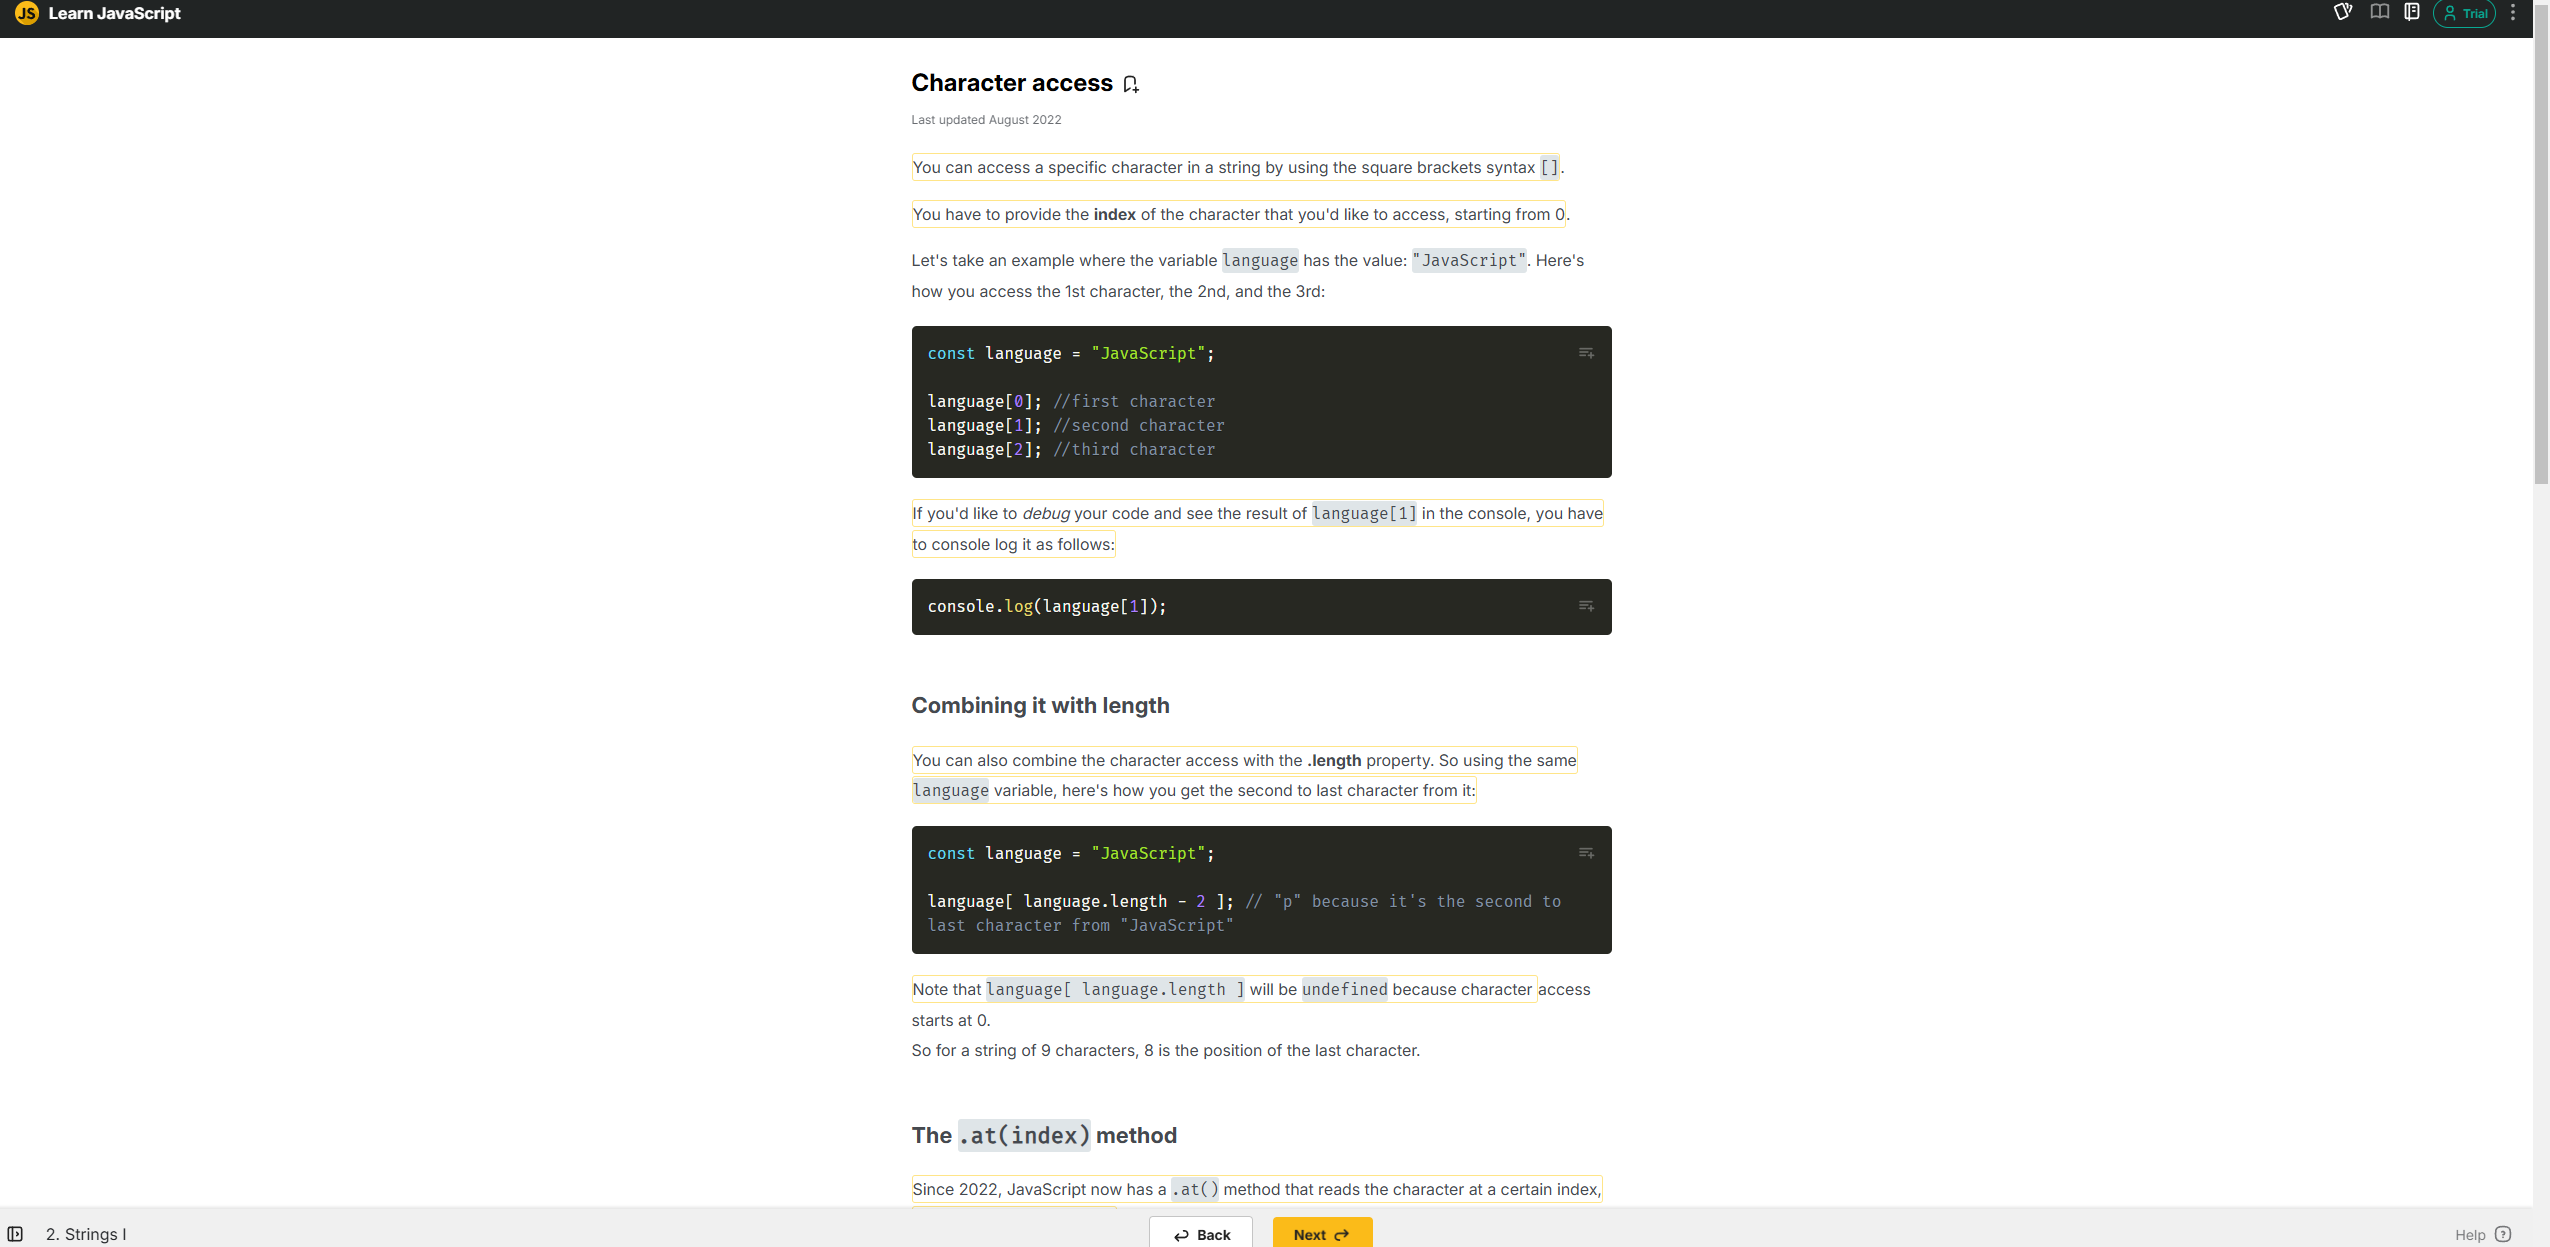 JS Learn JavaScript
Trial
Character access
Last updated August 2022
You can access a specific character in a string by using the square brackets syntax [].
You have to provide the index of the character that you'd like to access, starting from 0.
Let's take an example where the variable language has the value: "JavaScript". Here's
how you access the 1st character, the 2nd, and the 3rd:
const language = "JavaScript";
language[0]; //first character
language[1]; //second character
language[2]; //third character
If you'd like to debug your code and see the result of language[1] in the console, you have
to console log it as follows:
console.log(language[1]);
Combining it with length
You can also combine the character access with the .length property. So using the same
language variable, here's how you get the second to last character from it:
const language = "JavaScript";
language[ language.length - 2 ]; // "p" because it's the second to
last character from "JavaScript"
Note that language[ language.length ] will be undefined because character access
starts at 0.
So for a string of 9 characters, 8 is the position of the last character.
The .at(index) method
Since 2022, JavaScript now has a .at() method that reads the character at a certain index,
2. Strings I
Back
Next
Help